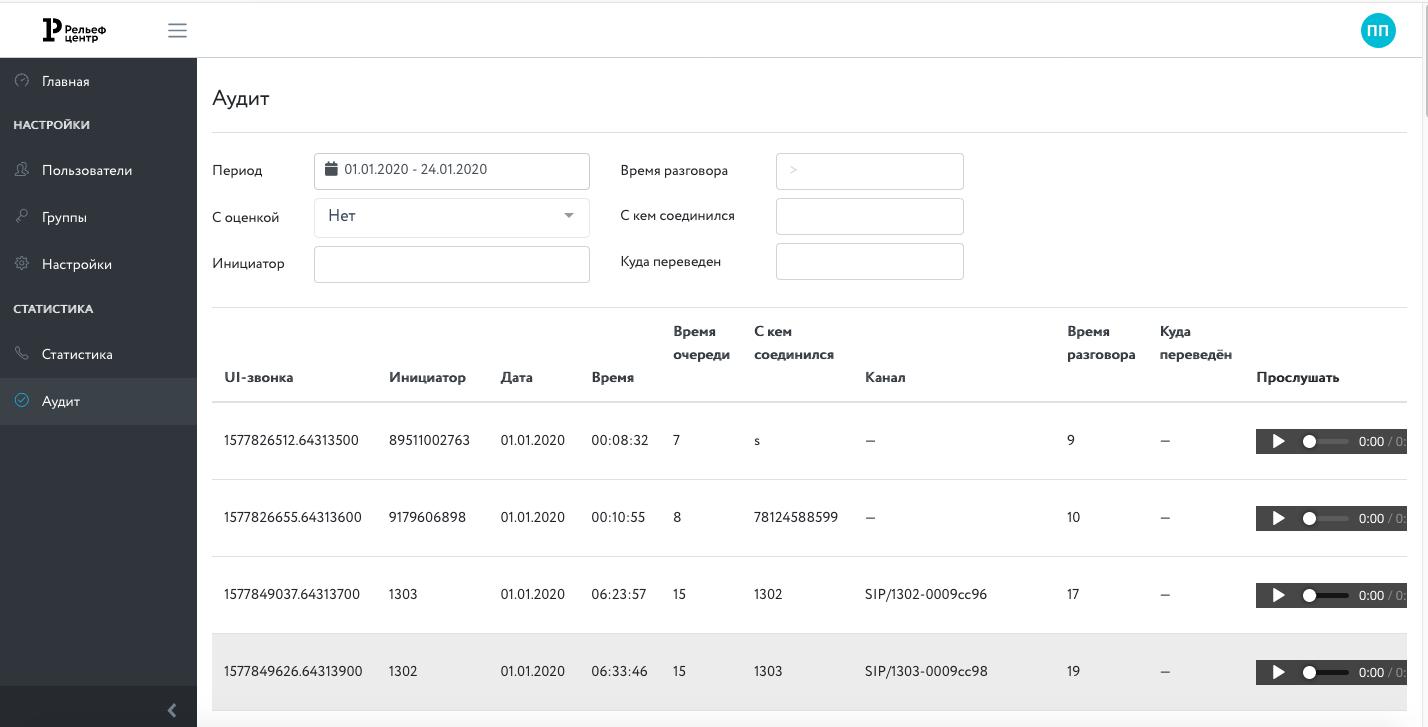 Рельеф
центр
ПП
Главная
НАСТРОЙКИ
Пользователи
Группы
Настройки
СТАТИСТИКА
Статистика
Аудит
Аудит
Период
01.01.2020 - 24.01.2020
Время разговора
>
С оценкой
Нет
С кем соединился
Инициатор
Куда переведен
UI-звонка Инициатор Дата Время Время очереди С кем соединился Канал Время разговора Куда переведён Прослушать
1577826512.64313500 89511002763 01.01.2020 00:08:32 7 s — 9 — 0:00 / 0:
1577826655.64313600 9179606898 01.01.2020 00:10:55 8 78124588599 — 10 — 0:00 / 0:
1577849037.64313700 1303 01.01.2020 06:23:57 15 1302 SIP/1302-0009cc96 17 — 0:00 / 0:
1577849626.64313900 1302 01.01.2020 06:33:46 15 1303 SIP/1303-0009cc98 19 — 0:00 / 0: